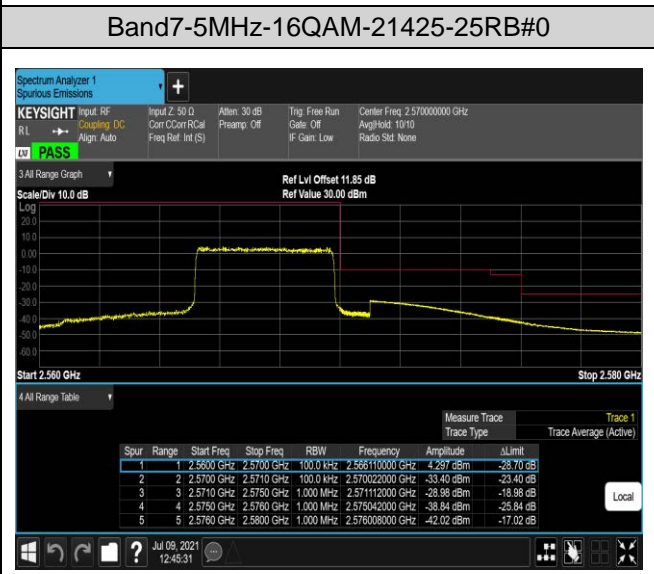 Band7-5MHz-16QAM-21425-25RB#0
Spectrum Analyzer 1
Spurious Emissions
+
KEYSIGHT Input: RF Input Z: 50 Ω Atten: 30 dB Trig: Free Run Center Freq: 2.570000000 GHz
RL Coupling: DC Corr CCorr RCal Preamp: Off Gate: Off Avg|Hold: 10/10
Align: Auto Freq Ref: Int (S) IF Gain: Low Radio Std: None
LXI PASS
3 All Range Graph
Ref Lvl Offset 11.85 dB
Scale/Div 10.0 dB Ref Value 30.00 dBm
Log
20.0
10.0
0.00
-10.0
-20.0
-30.0
-40.0
-50.0
-60.0
Start 2.560 GHz Stop 2.580 GHz
4 All Range Table
Measure Trace Trace 1
Trace Type Trace Average (Active)
Spur Range Start Freq Stop Freq RBW Frequency Amplitude ΔLimit
1 1 2.5600 GHz 2.5700 GHz 100.0 kHz 2.566110000 GHz 4.297 dBm -28.70 dB
2 2 2.5700 GHz 2.5710 GHz 100.0 kHz 2.570022000 GHz -33.40 dBm -23.40 dB
3 3 2.5710 GHz 2.5750 GHz 1.000 MHz 2.571112000 GHz -28.98 dBm -18.98 dB
4 4 2.5750 GHz 2.5760 GHz 1.000 MHz 2.575042000 GHz -38.84 dBm -25.84 dB
5 5 2.5760 GHz 2.5800 GHz 1.000 MHz 2.576008000 GHz -42.02 dBm -17.02 dB
Local
? Jul 09, 2021
12:45:31